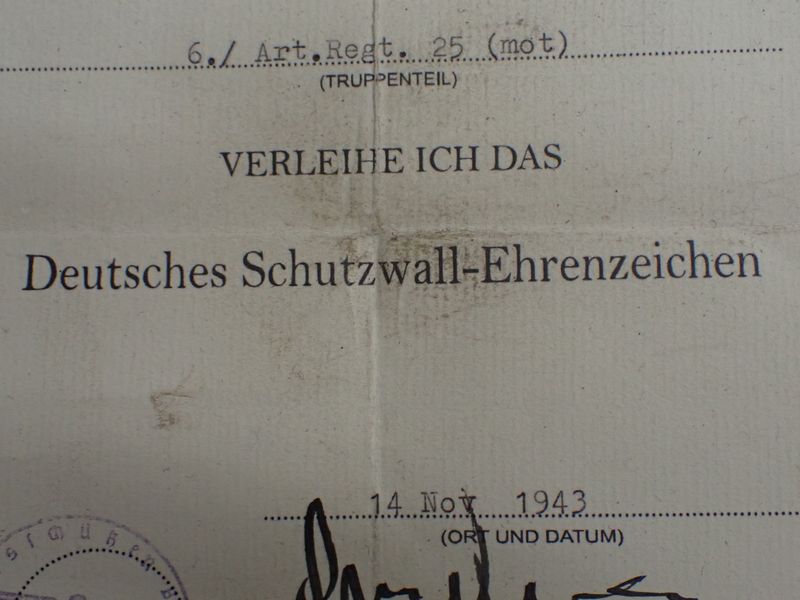 6./ Art.Regt. 25 (mot)
(TRUPPENTEIL)
VERLEIHE ICH DAS
Deutsches Schutzwall-Ehrenzeichen
14 Nov 1943
(ORT UND DATUM)